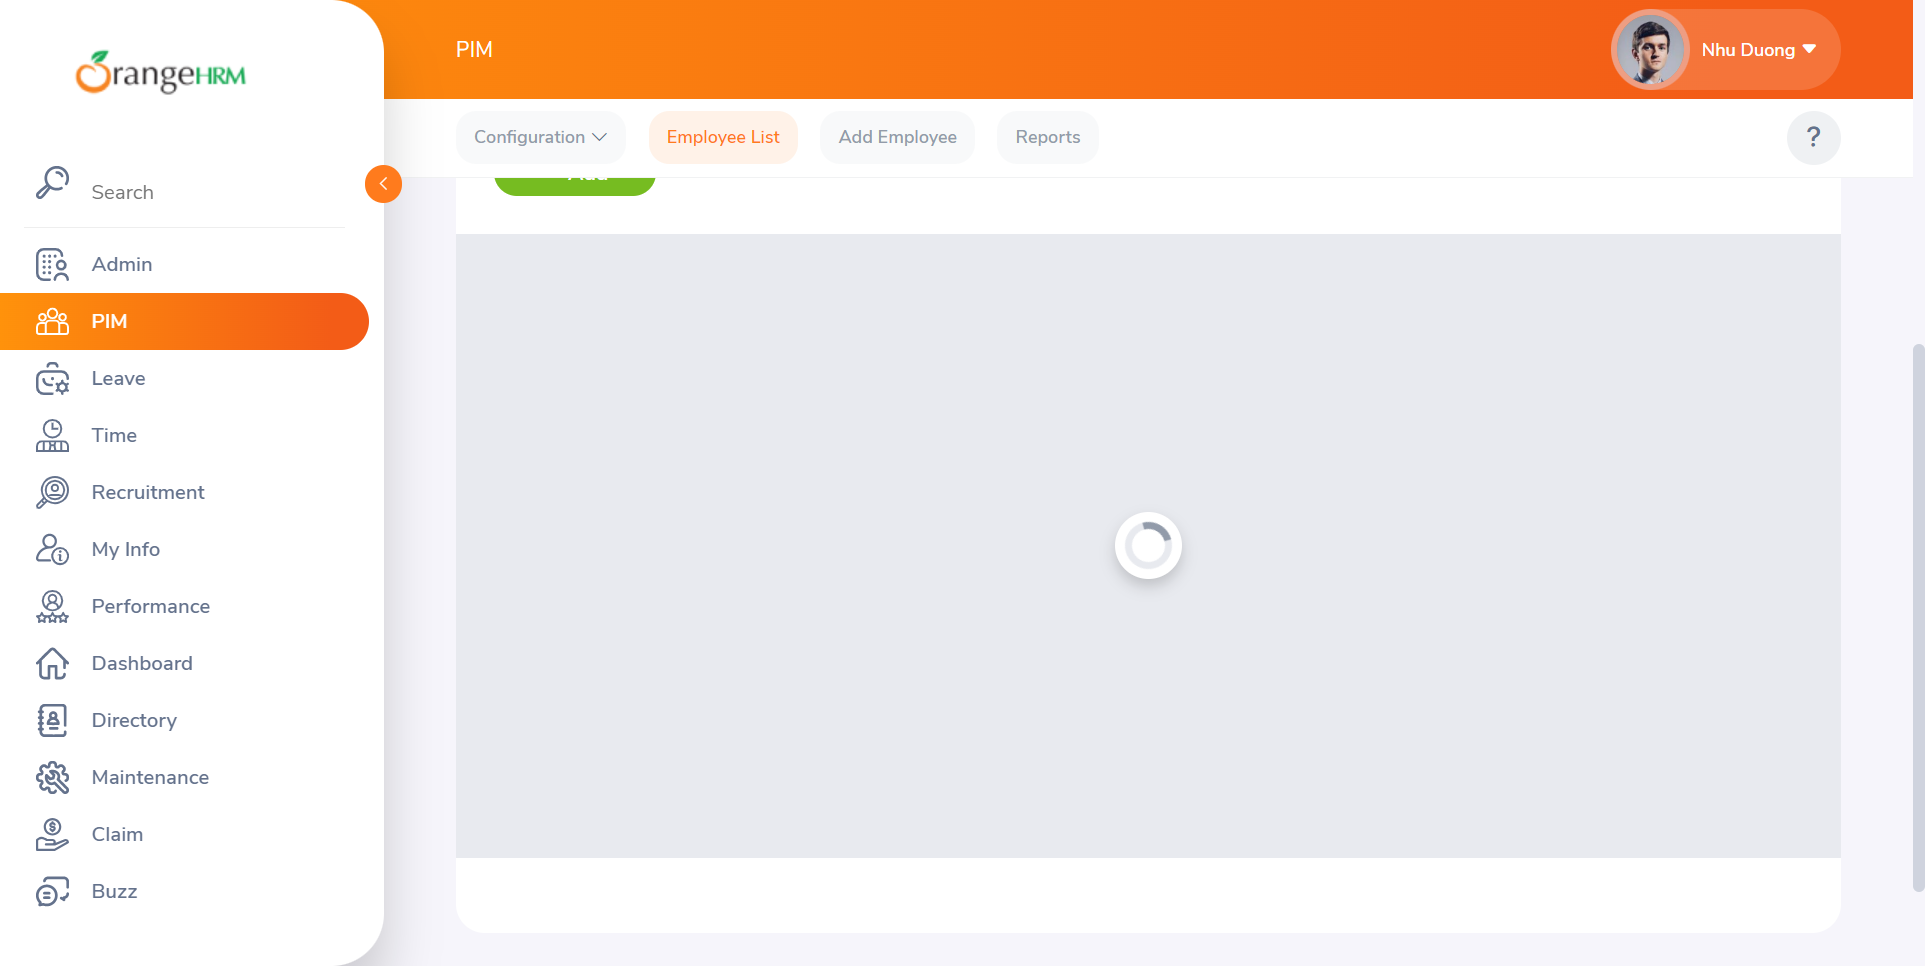 OrangeHRM
PIM
Nhu Duong
Configuration
Employee List
Add Employee
Reports
?
Add
Search
Admin
PIM
Leave
Time
Recruitment
My Info
Performance
Dashboard
Directory
Maintenance
Claim
Buzz